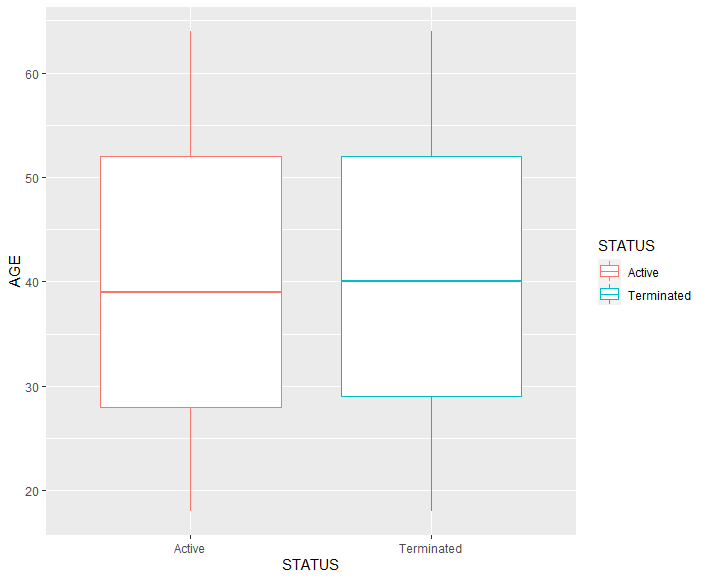 AGE
60
50
40
30
20
Active
Terminated
STATUS
STATUS
Active
Terminated